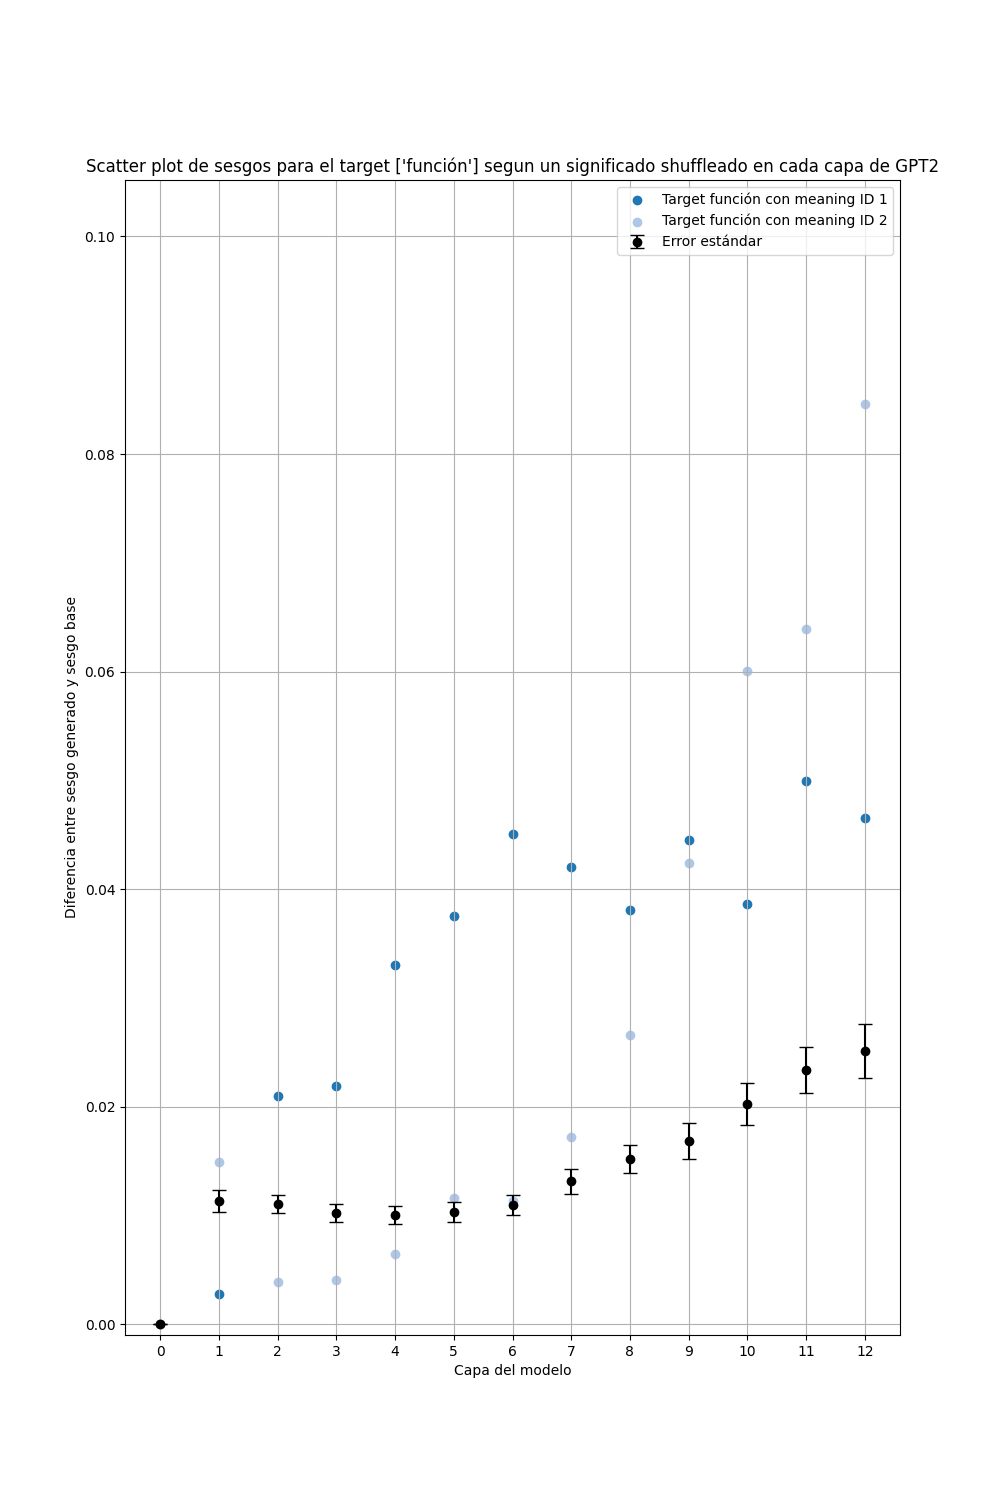 Scatter plot de sesgos para el target ['función'] segun un significado shuffleado en cada capa de GPT2
Target función con meaning ID 1
Target función con meaning ID 2
Error estándar
0.10
0.08
0.06
0.04
0.02
0.00
Diferencia entre sesgo generado y sesgo base
0 1 2 3 4 5 6 7 8 9 10 11 12
Capa del modelo